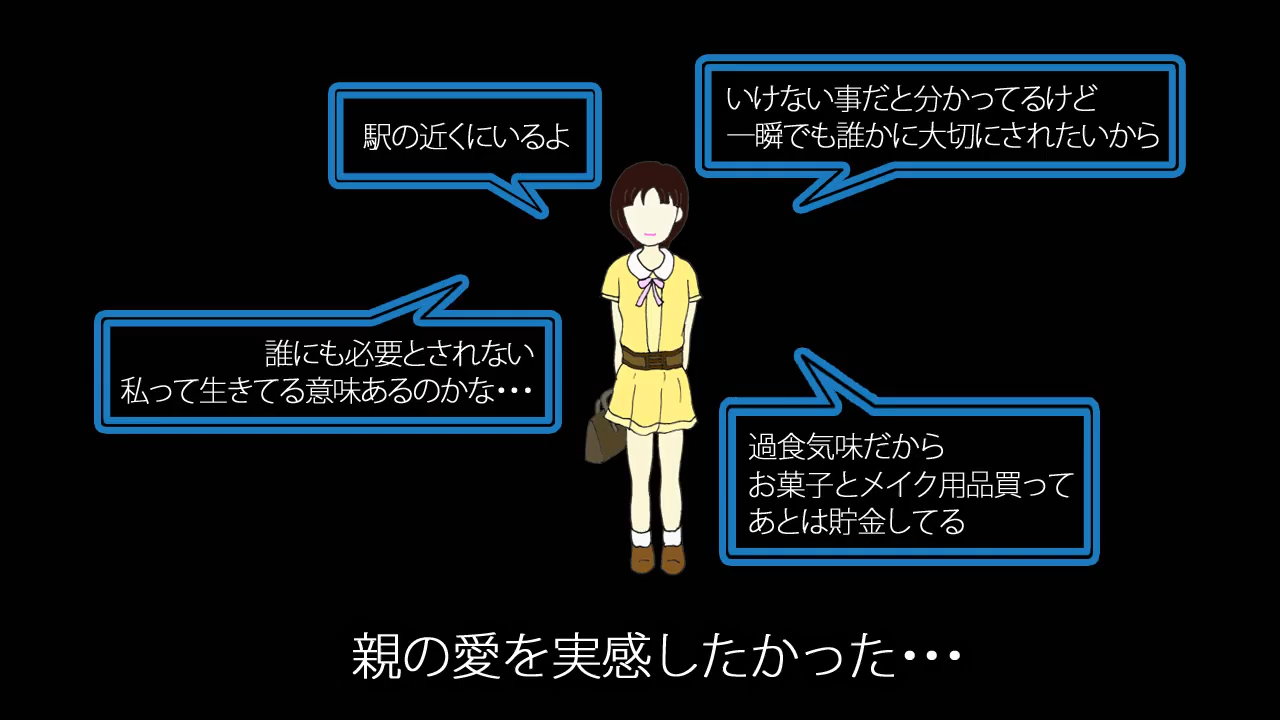 駅の近くにいるよ
いけない事だと分かってるけど
一瞬でも誰かに大切にされたいから
誰にも必要とされない
私って生きてる意味あるのかな・・・
過食気味だから
お菓子とメイク用品買って
あとは貯金してる
親の愛を実感したかった・・・